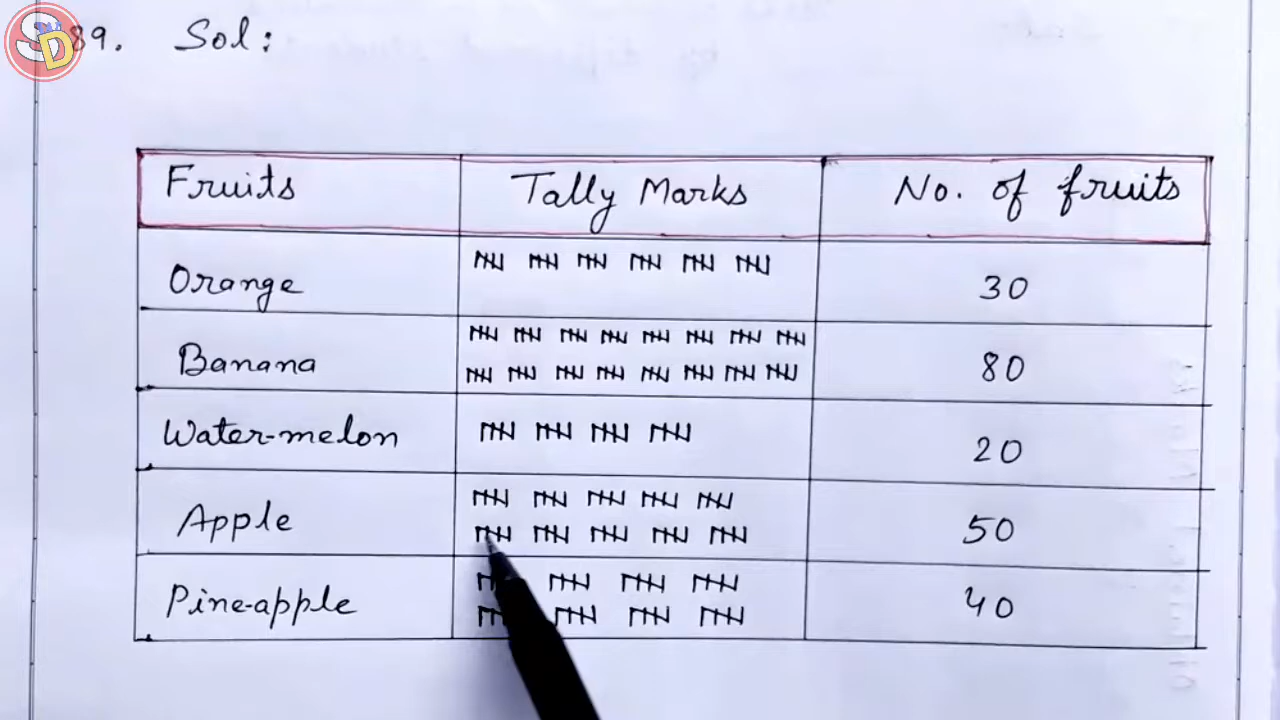 SD
89. Sol:
Fruits Tally Marks No. of fruits
Orange 30
Banana 80
Water-melon 20
Apple 50
Pine-apple 40